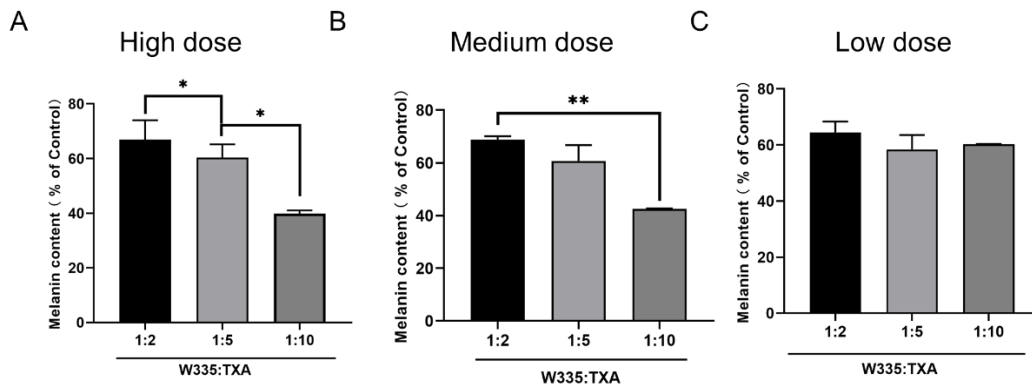 A
High dose
Melanin content ( % of Control)
80
60
40
20
0
*
*
1:2 1:5 1:10
W335:TXA
B
Medium dose
Melanin content ( % of Control)
80
60
40
20
0
**
1:2 1:5 1:10
W335:TXA
C
Low dose
Melanin content ( % of Control)
80
60
40
20
0
1:2 1:5 1:10
W335:TXA